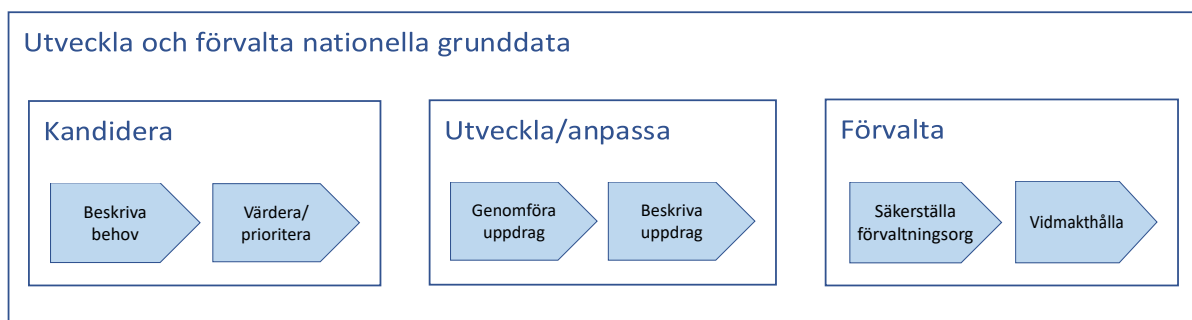 Utveckla och förvalta nationella grunddata
Kandidera
Beskriva
behov
Värdera/
prioritera
Utveckla/anpassa
Genomföra
uppdrag
Beskriva
uppdrag
Förvalta
Säkerställa
förvaltningsorg
Vidmakthålla